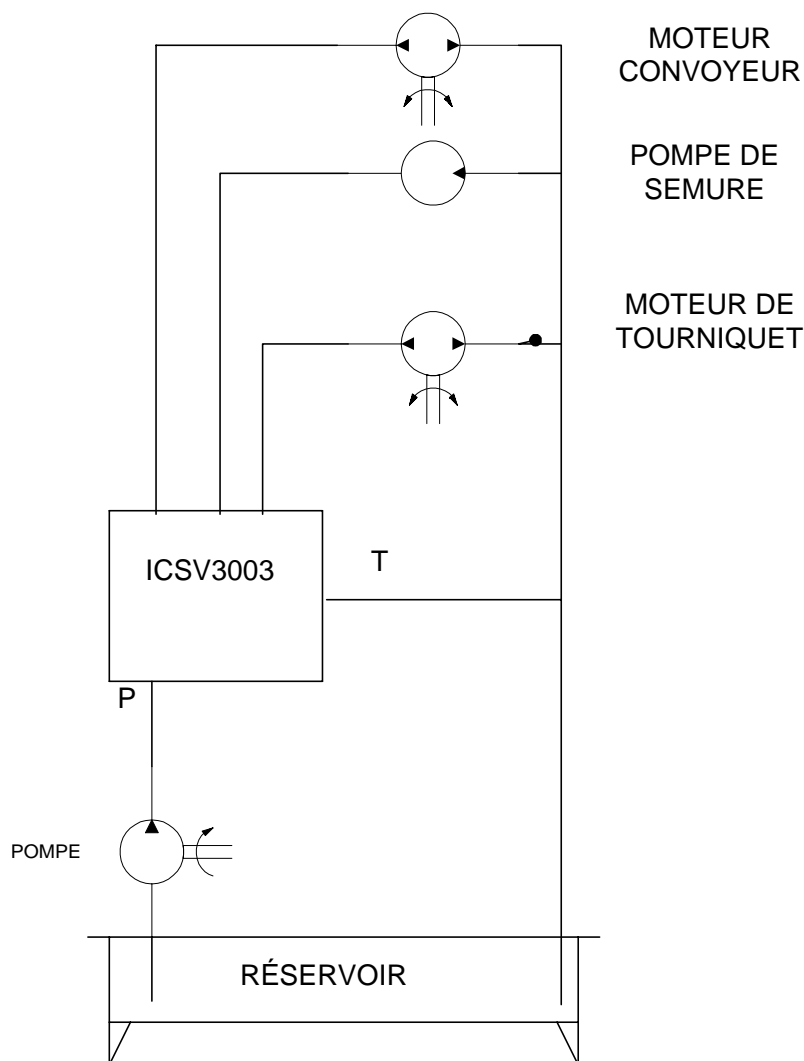 MOTEUR
CONVOYEUR
POMPE DE
SEMURE
MOTEUR DE
TOURNIQUET
ICSV3003
T
P
POMPE
RÉSERVOIR